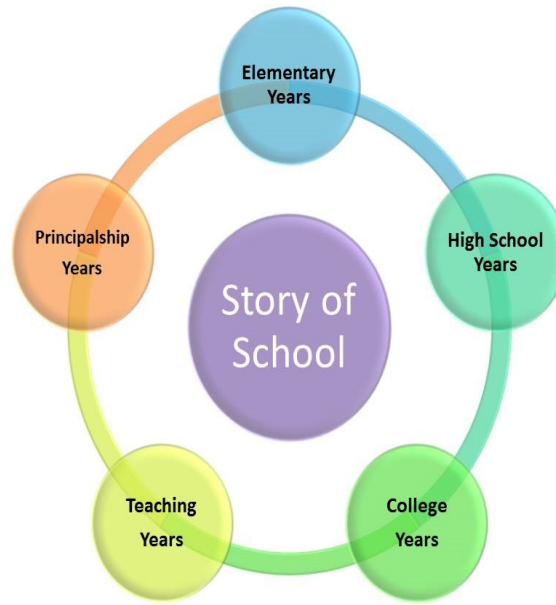 Elementary
Years
High School
Years
College
Years
Teaching
Years
Principalship
Years
Story of
School